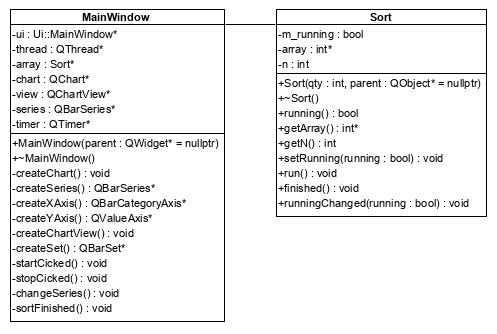 MainWindow
-ui : Ui::MainWindow*
-thread : QThread*
-array : Sort*
-chart : QChart*
-view : QChartView*
-series : QBarSeries*
-timer : QTimer*
+MainWindow(parent : QWidget* = nullptr)
+~MainWindow()
-createChart() : void
-createSeries() : QBarSeries*
-createXAxis() : QBarCategoryAxis*
-createYAxis() : QValueAxis*
-createChartView() : void
-createSet() : QBarSet*
-startCicked() : void
-stopCicked() : void
-changeSeries() : void
-sortFinished() : void
Sort
-m_running : bool
-array : int*
-n : int
+Sort(qty : int, parent : QObject* = nullptr)
+~Sort()
+running() : bool
+getArray() : int*
+getN() : int
+setRunning(running : bool) : void
+run() : void
+finished() : void
+runningChanged(running : bool) : void